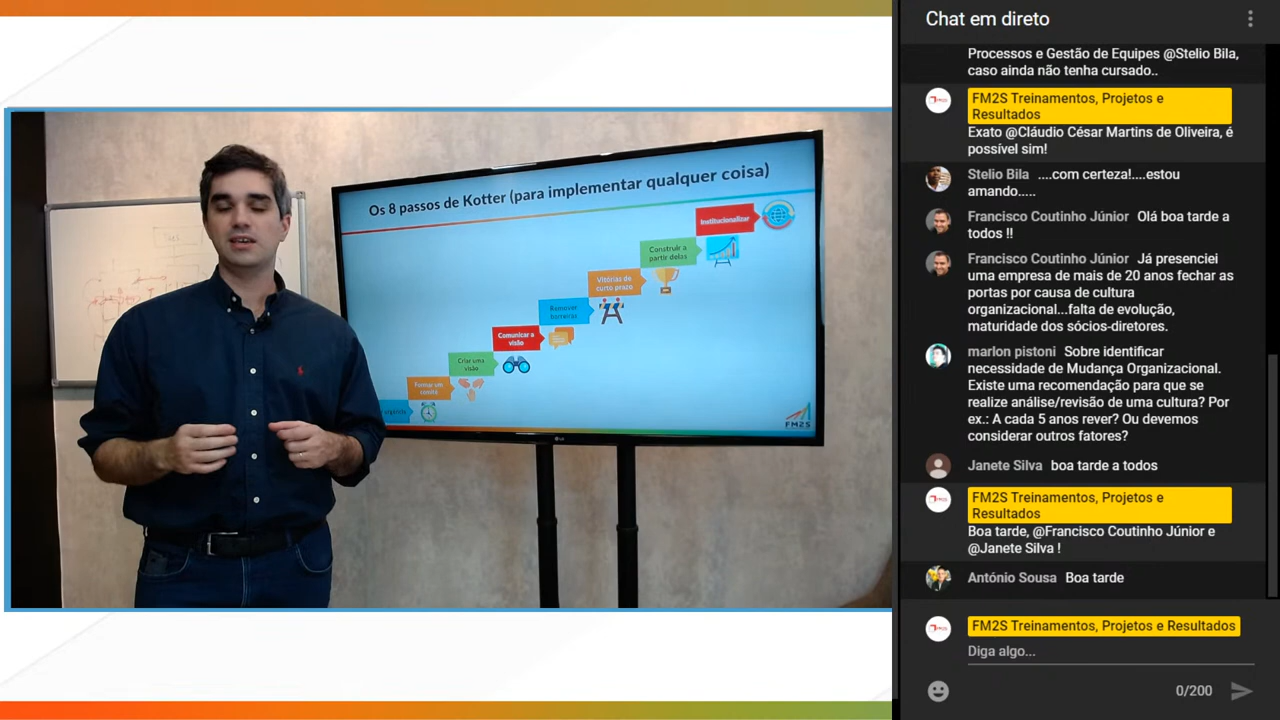 Os 8 passos de Kotter (para implementar qualquer coisa)
Institucionalizar
Construir a
partir delas
Vitórias de
curto prazo
Remover
barreiras
Comunicar a
visão
Criar uma
visão
Formar um
comitê
urgência
FM2S
LG
Chat em direto
Processos e Gestão de Equipes @Stelio Bila,
caso ainda não tenha cursado..
FM2S Treinamentos, Projetos e
Resultados
Exato @Cláudio César Martins de Oliveira, é
possível sim!
Stelio Bila ....com certeza!....estou
amando.....
Francisco Coutinho Júnior Olá boa tarde a
todos !!
Francisco Coutinho Júnior Já presenciei
uma empresa de mais de 20 anos fechar as
portas por causa de cultura
organizacional...falta de evolução,
maturidade dos sócios-diretores.
marlon pistoni Sobre identificar
necessidade de Mudança Organizacional.
Existe uma recomendação para que se
realize análise/revisão de uma cultura? Por
ex.: A cada 5 anos rever? Ou devemos
considerar outros fatores?
Janete Silva boa tarde a todos
FM2S Treinamentos, Projetos e
Resultados
Boa tarde, @Francisco Coutinho Júnior e
@Janete Silva !
António Sousa Boa tarde
FM2S Treinamentos, Projetos e Resultados
Diga algo...
0/200